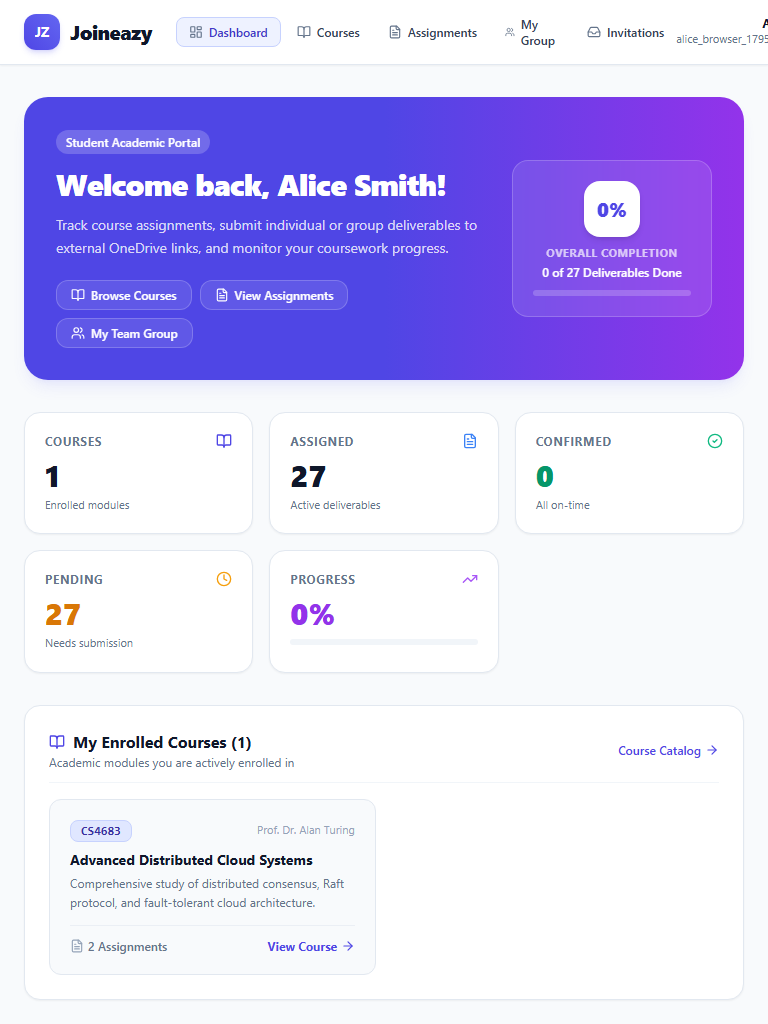 JZ Joineazy Dashboard Courses Assignments My Group Invitations
alice_browser_1795
Student Academic Portal
Welcome back, Alice Smith!
Track course assignments, submit individual or group deliverables to
external OneDrive links, and monitor your coursework progress.
Browse Courses View Assignments
My Team Group
0%
OVERALL COMPLETION
0 of 27 Deliverables Done
COURSES
1
Enrolled modules
ASSIGNED
27
Active deliverables
CONFIRMED
0
All on-time
PENDING
27
Needs submission
PROGRESS
0%
My Enrolled Courses (1)
Academic modules you are actively enrolled in
Course Catalog
CS4683 Prof. Dr. Alan Turing
Advanced Distributed Cloud Systems
Comprehensive study of distributed consensus, Raft
protocol, and fault-tolerant cloud architecture.
2 Assignments View Course